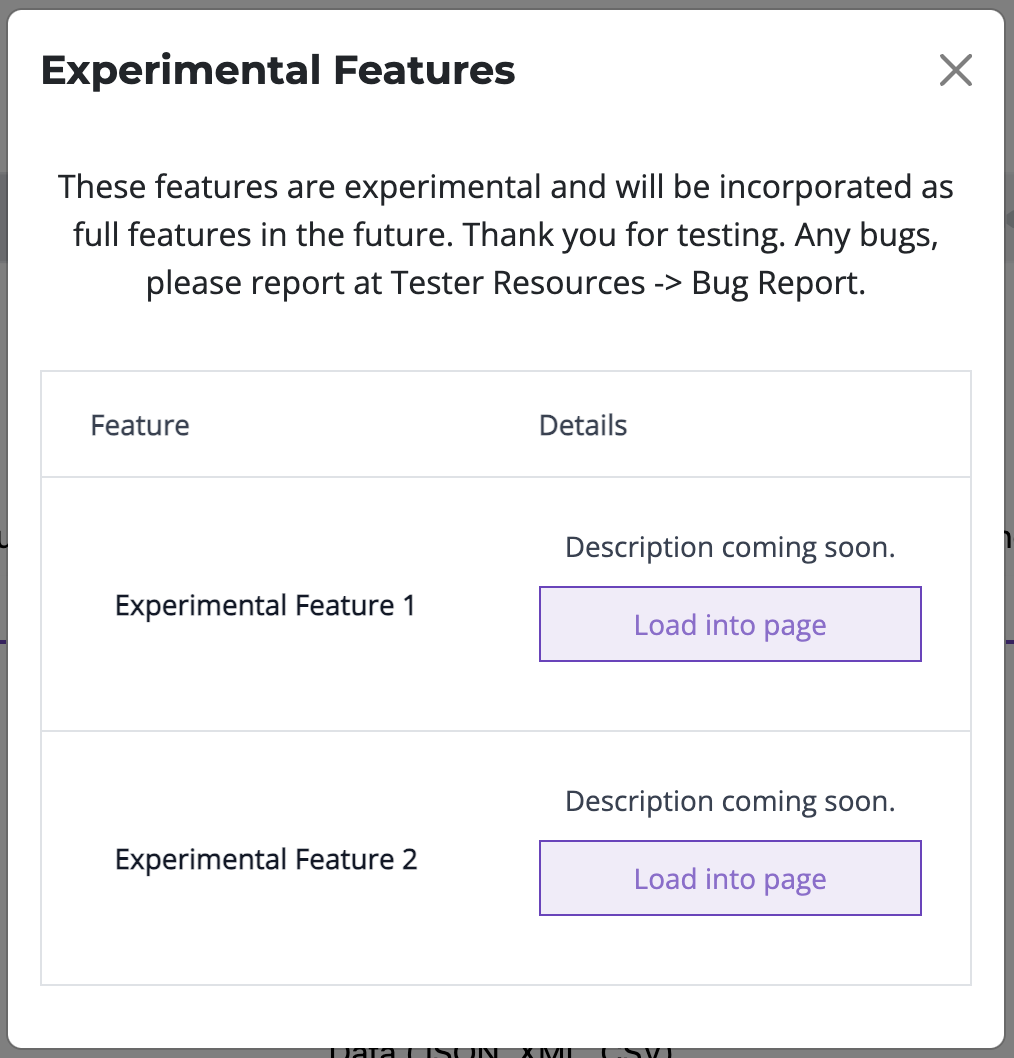 Experimental Features
These features are experimental and will be incorporated as
full features in the future. Thank you for testing. Any bugs,
please report at Tester Resources -> Bug Report.
Feature Details
Description coming soon.
Experimental Feature 1
Load into page
Description coming soon.
Experimental Feature 2
Load into page
Data (JSON, XML, CSV)